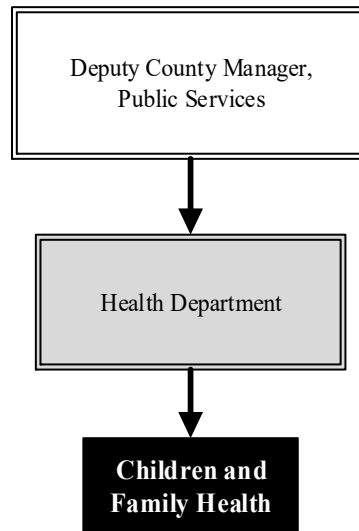 Deputy County Manager,
Public Services
Health Department
Children and
Family Health